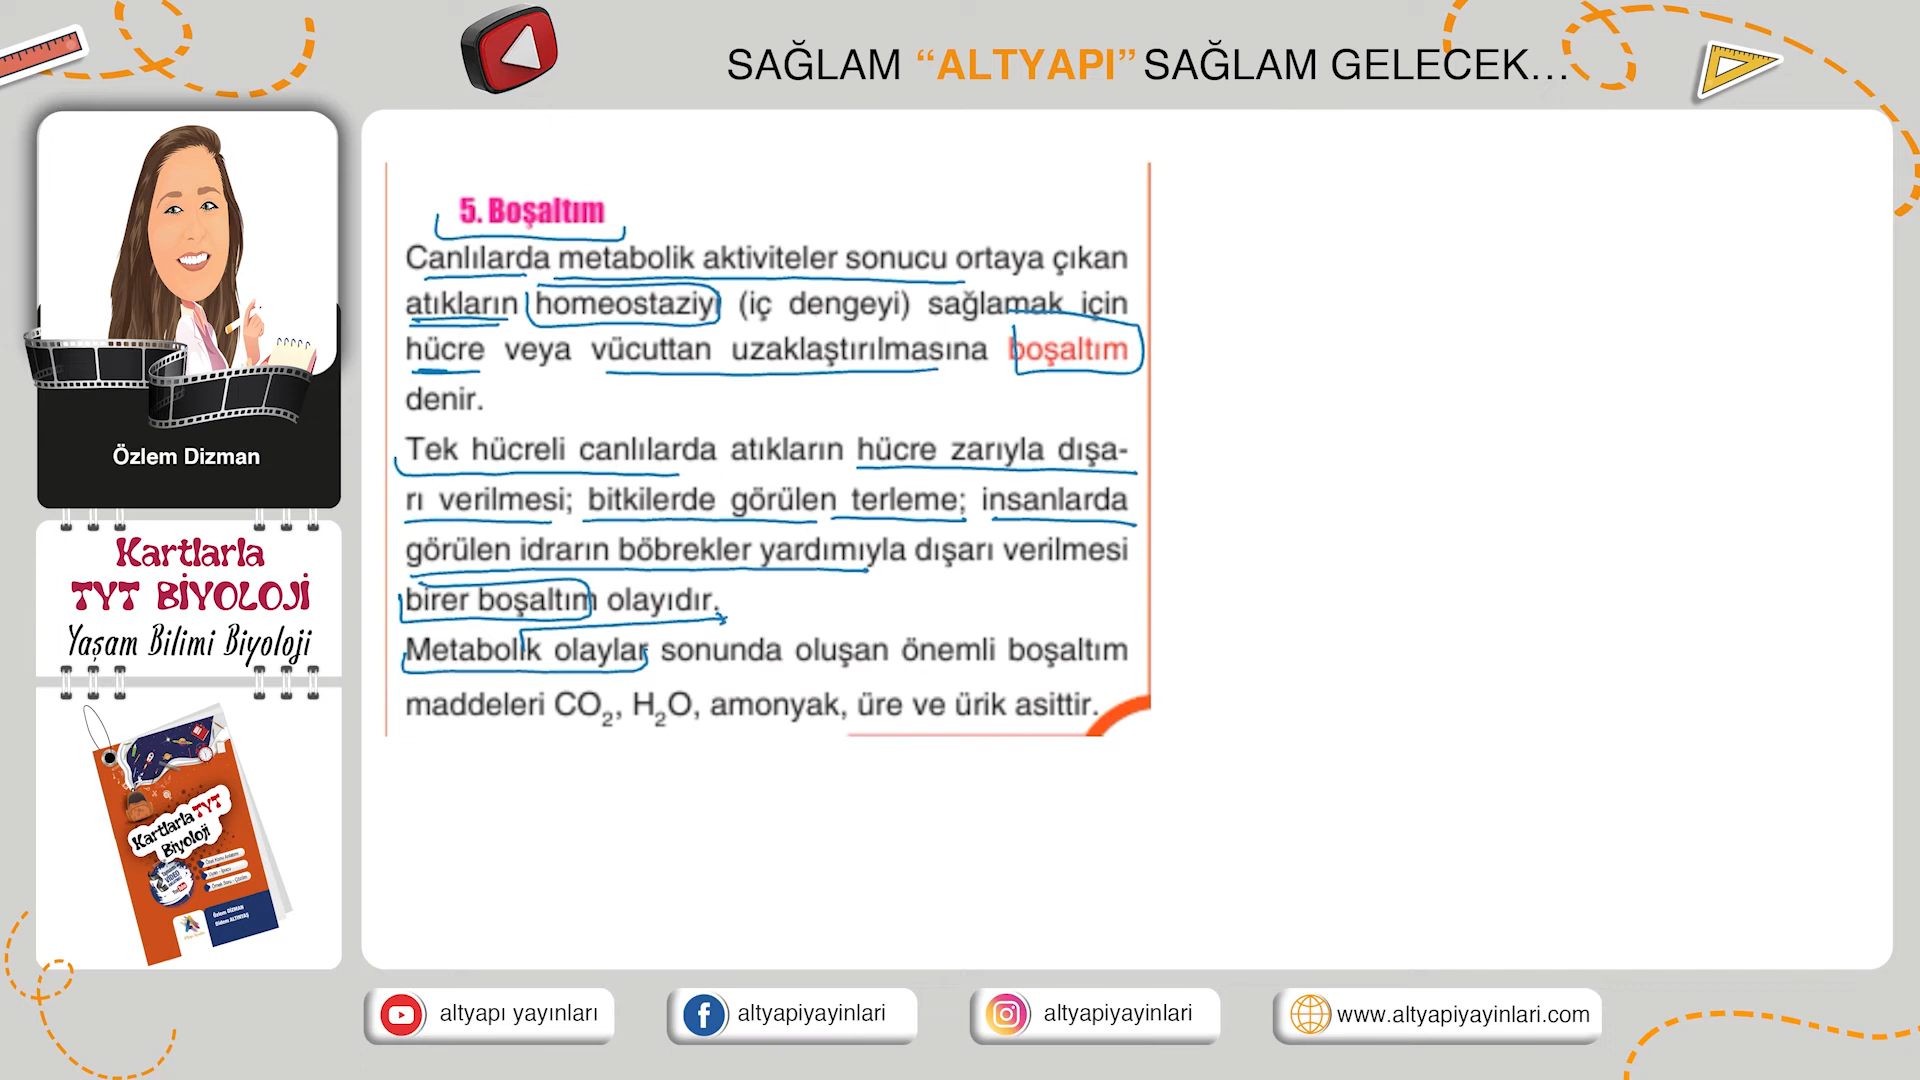 SAĞLAM “ALTYAPI” SAĞLAM GELECEK...
Özlem Dizman
Kartlarla
TYT BİYOLOJİ
Yaşam Bilimi Biyoloji
Kartlarla TYT
Biyoloji
Özlem DİZMAN
5. Boşaltım
Canlılarda metabolik aktiviteler sonucu ortaya çıkan
atıkların homeostaziyi (iç dengeyi) sağlamak için
hücre veya vücuttan uzaklaştırılmasına boşaltım
denir.
Tek hücreli canlılarda atıkların hücre zarıyla dışa-
rı verilmesi; bitkilerde görülen terleme; insanlarda
görülen idrarın böbrekler yardımıyla dışarı verilmesi
birer boşaltım olayıdır.
Metabolik olaylar sonunda oluşan önemli boşaltım
maddeleri CO₂, H₂O, amonyak, üre ve ürik asittir.
altyapı yayınları
altyapiyayinlari
altyapiyayinlari
www.altyapiyayinlari.com